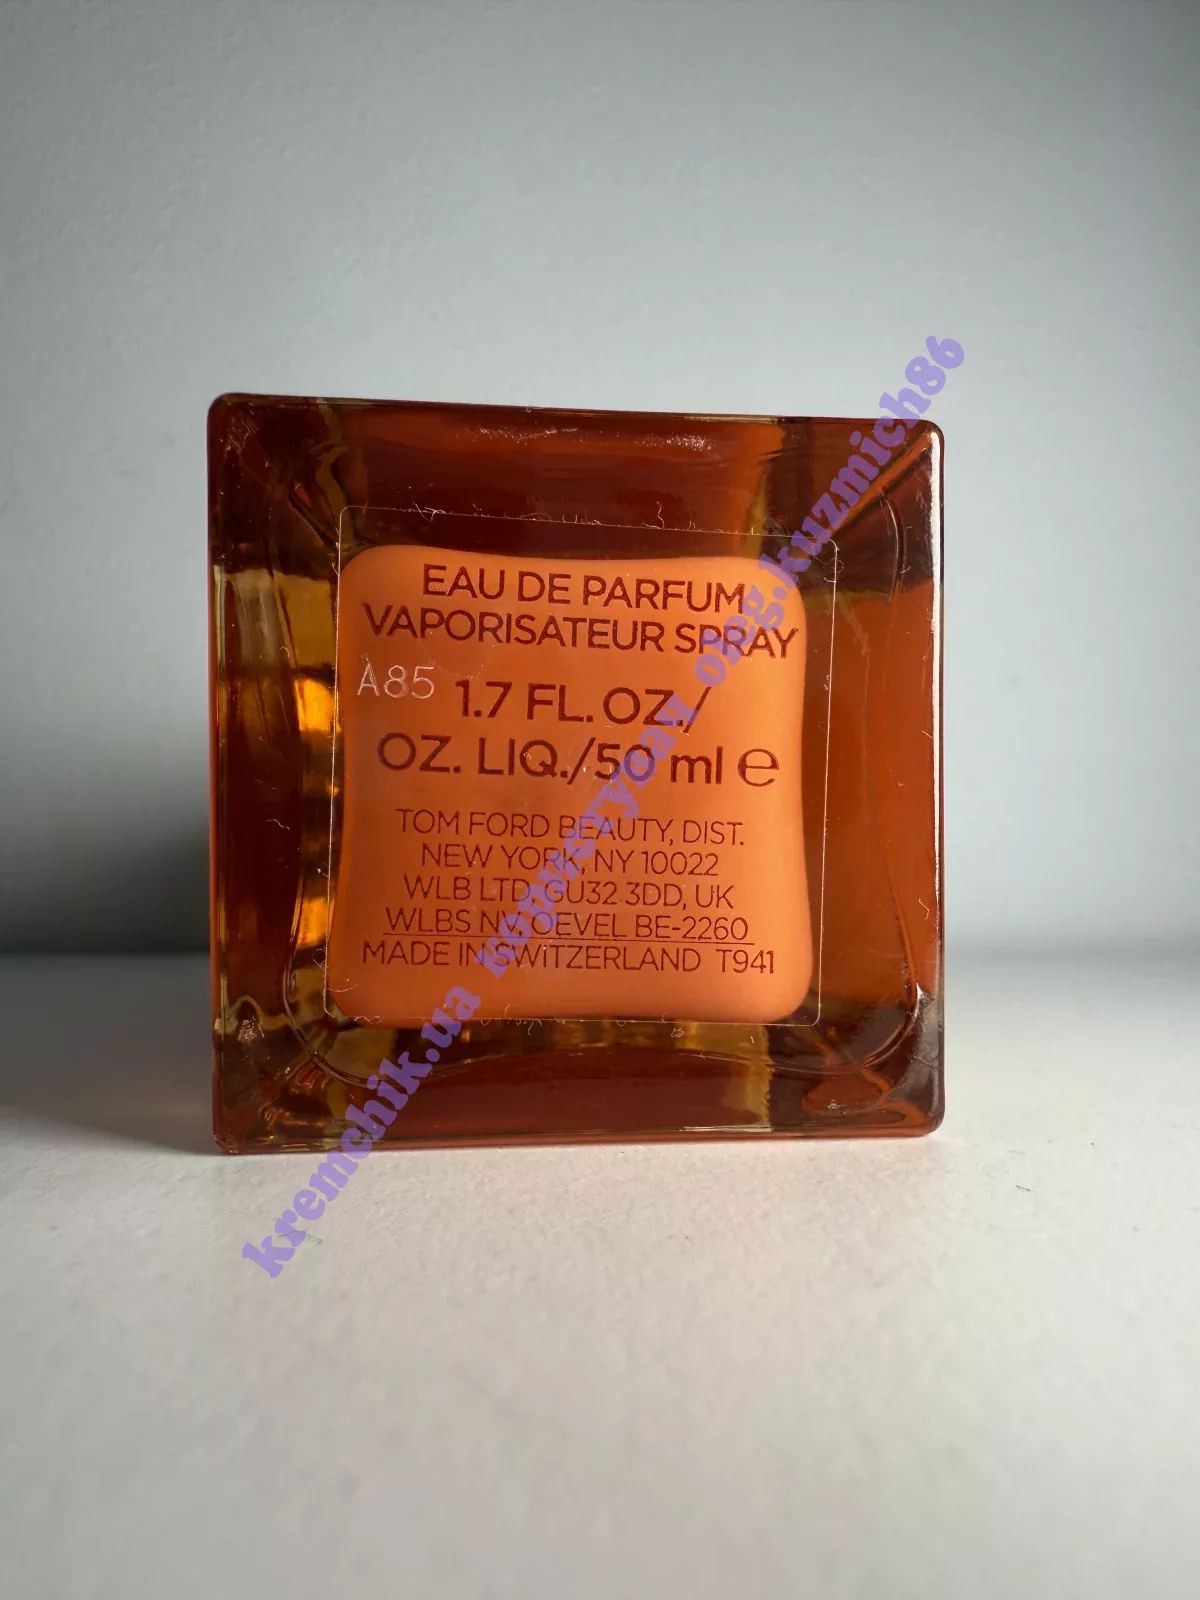 EAU DE PARFUM
VAPORISATEUR SPRAY
A85
1.7 FL. OZ./
OZ. LIQ./50 ml e
TOM FORD BEAUTY, DIST.
NEW YORK, NY 10022
WLB LTD, GU32 3DD, UK
WLBS NV, OEVEL BE-2260
MADE IN SWITZERLAND T941
kremchik.ua oleg.kuzmich86